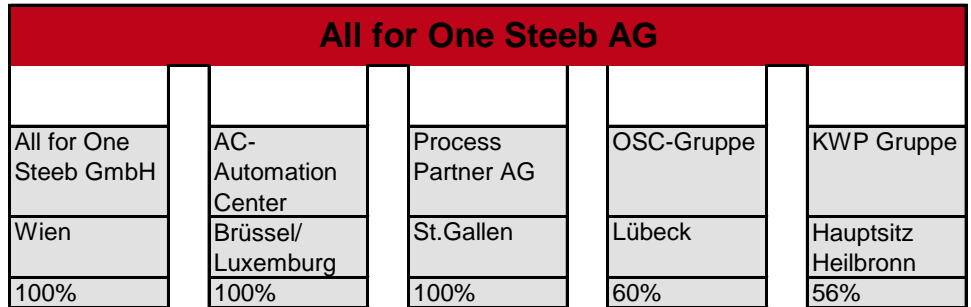 All for One Steeb AG
All for One
Steeb GmbH
AC-
Automation
Center
Process
Partner AG
OSC-Gruppe
KWP Gruppe
Wien
Brüssel/
Luxemburg
St.Gallen
Lübeck
Hauptsitz
Heilbronn
100%
100%
100%
60%
56%